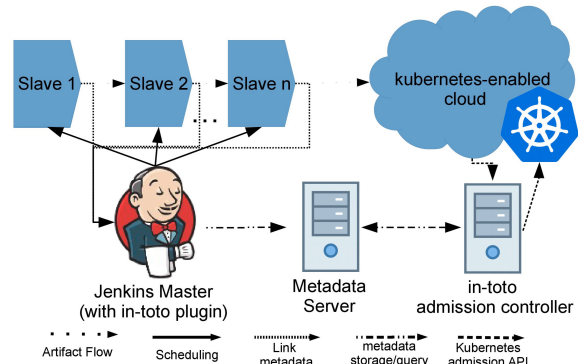 Slave 1
Slave 2
Slave n
. . .
kubernetes-enabled
cloud
Jenkins Master
(with in-toto plugin)
Metadata
Server
in-toto
admission controller
Artifact Flow
Scheduling
Link
metadata
metadata
storage/query
Kubernetes
admission API